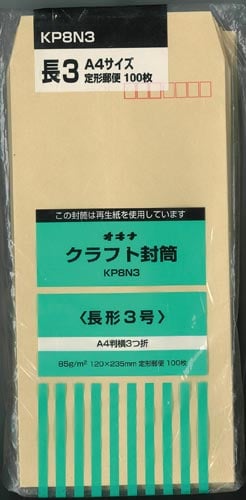 KP8N3
長3 A4サイズ
定形郵便 100枚
この封筒は再生紙を使用しています
オキナ
クラフト封筒
KP8N3
〈長形3号〉
A4判横3つ折
85g/m² 120×235mm 定形郵便 100枚